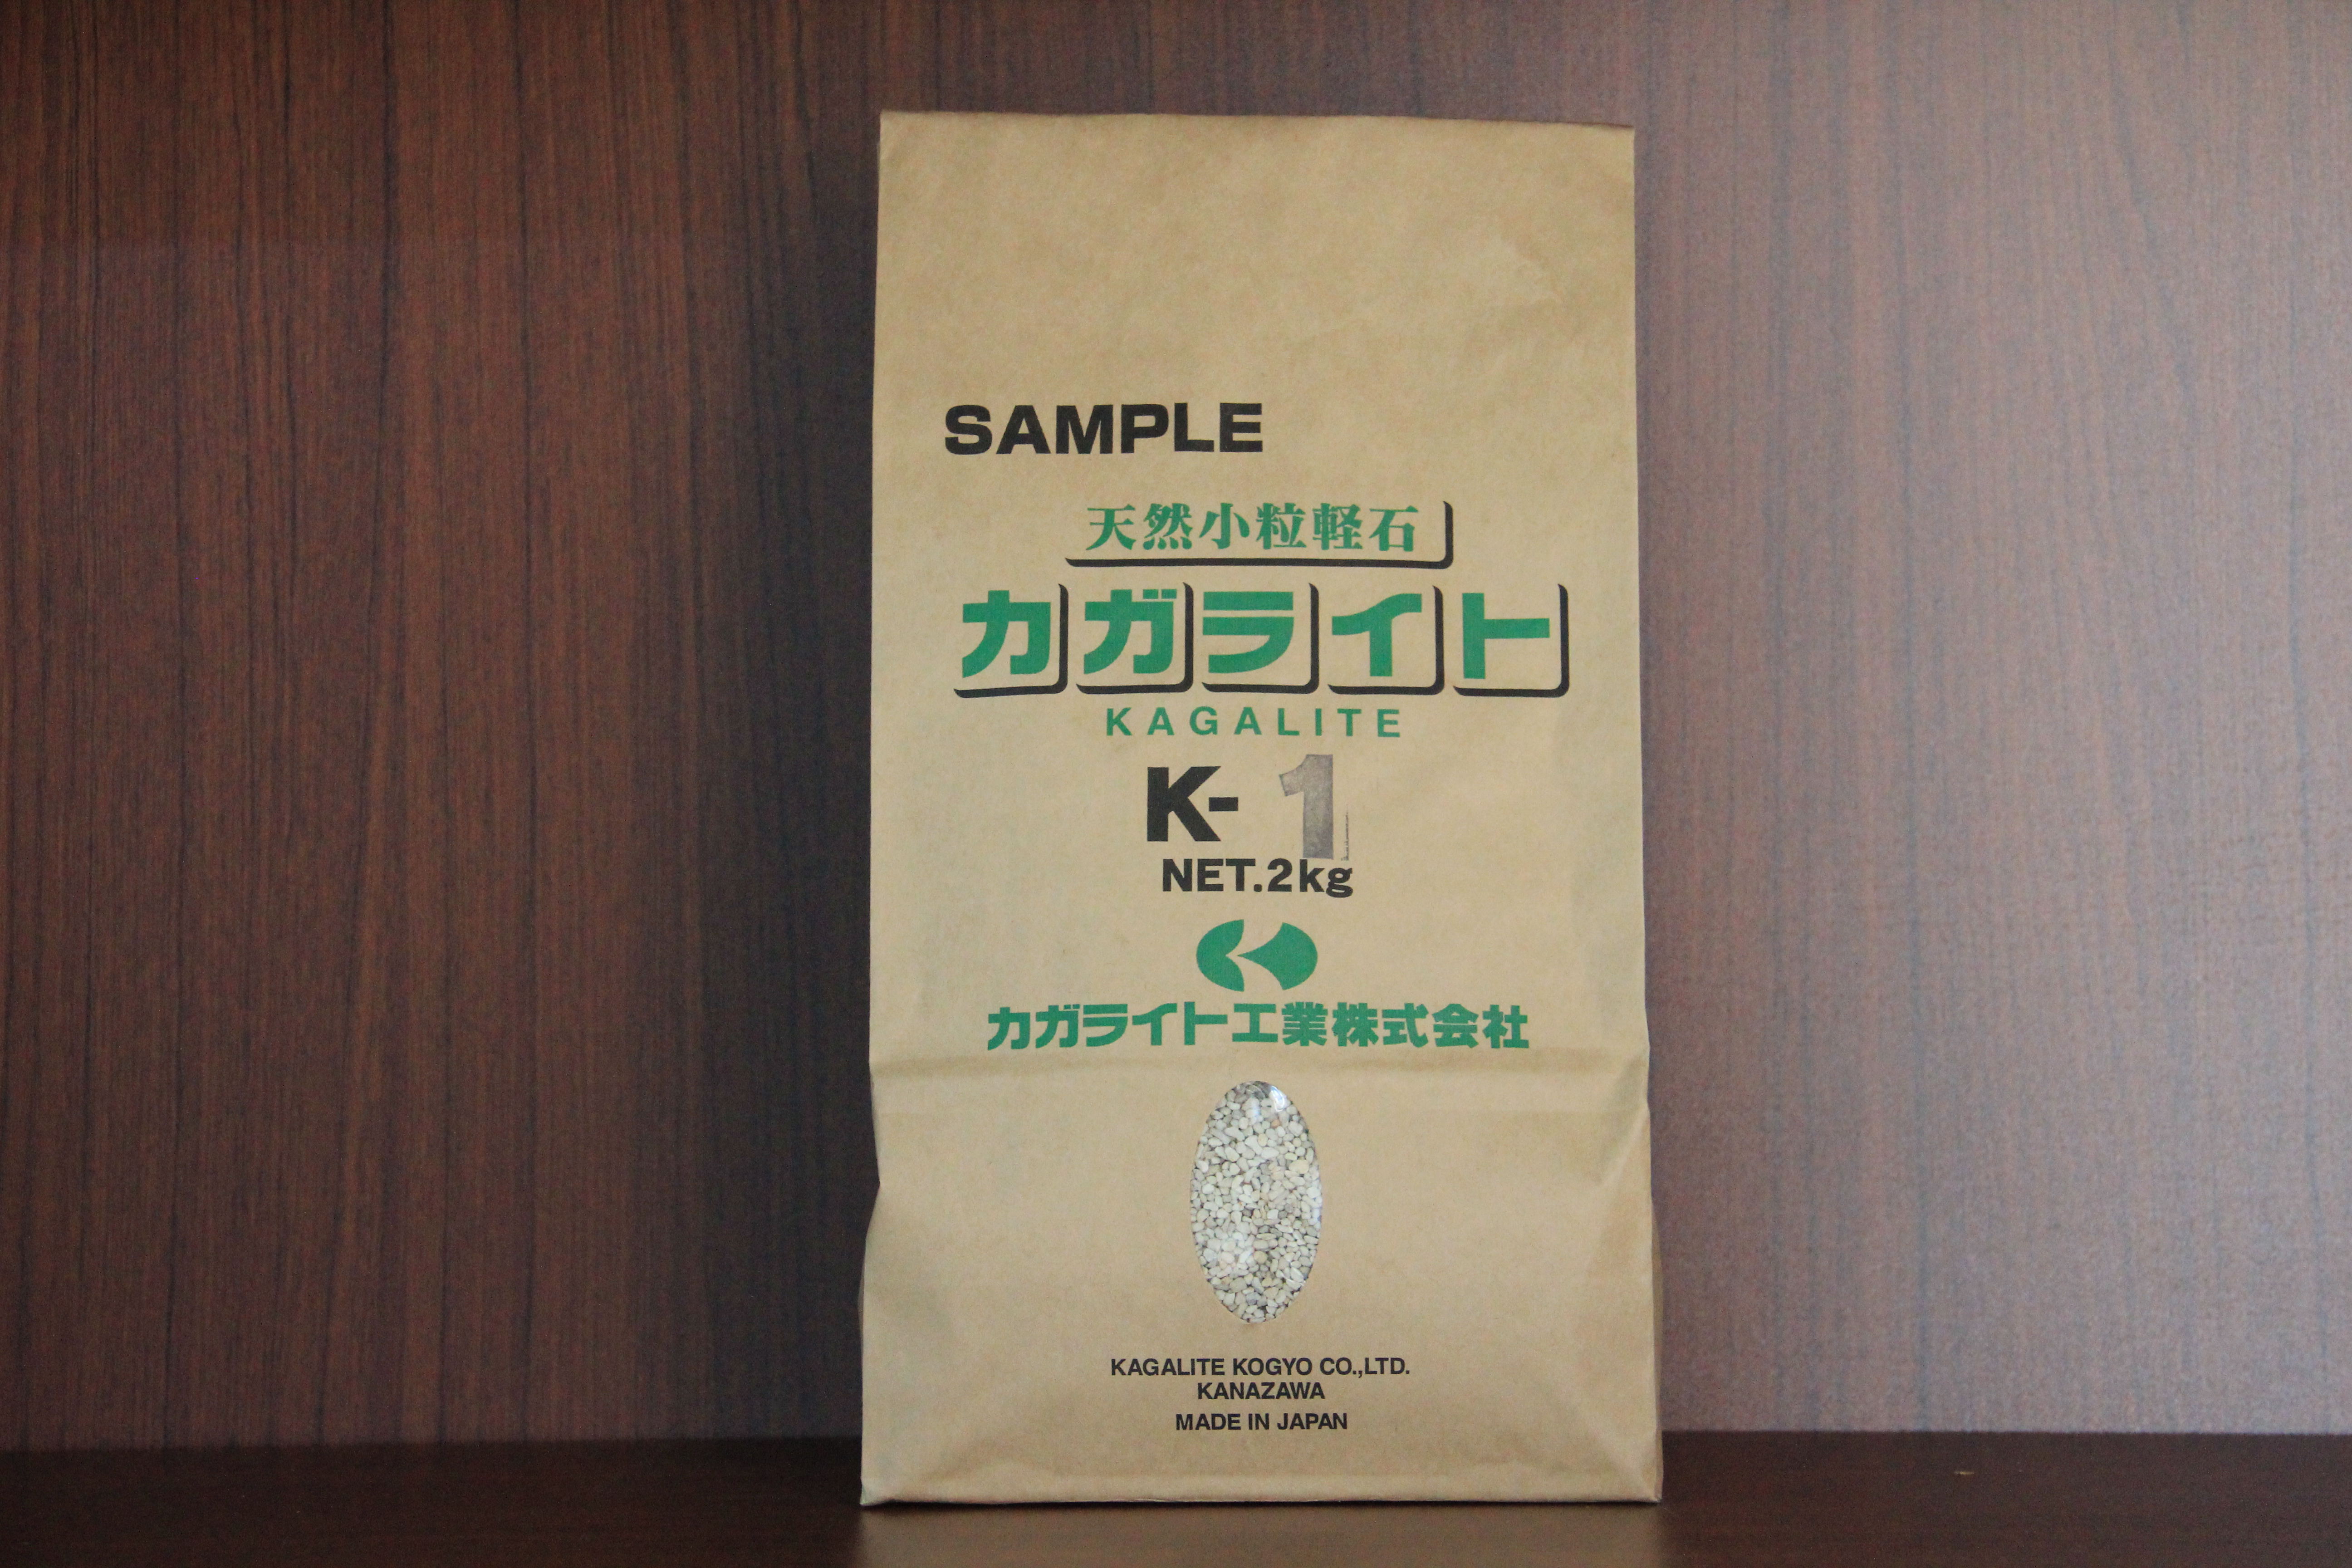 SAMPLE
天然小粒軽石
カガライト
KAGALITE
K-1
NET.2kg
カガライト工業株式会社
KAGALITE KOGYO CO.,LTD.
KANAZAWA
MADE IN JAPAN